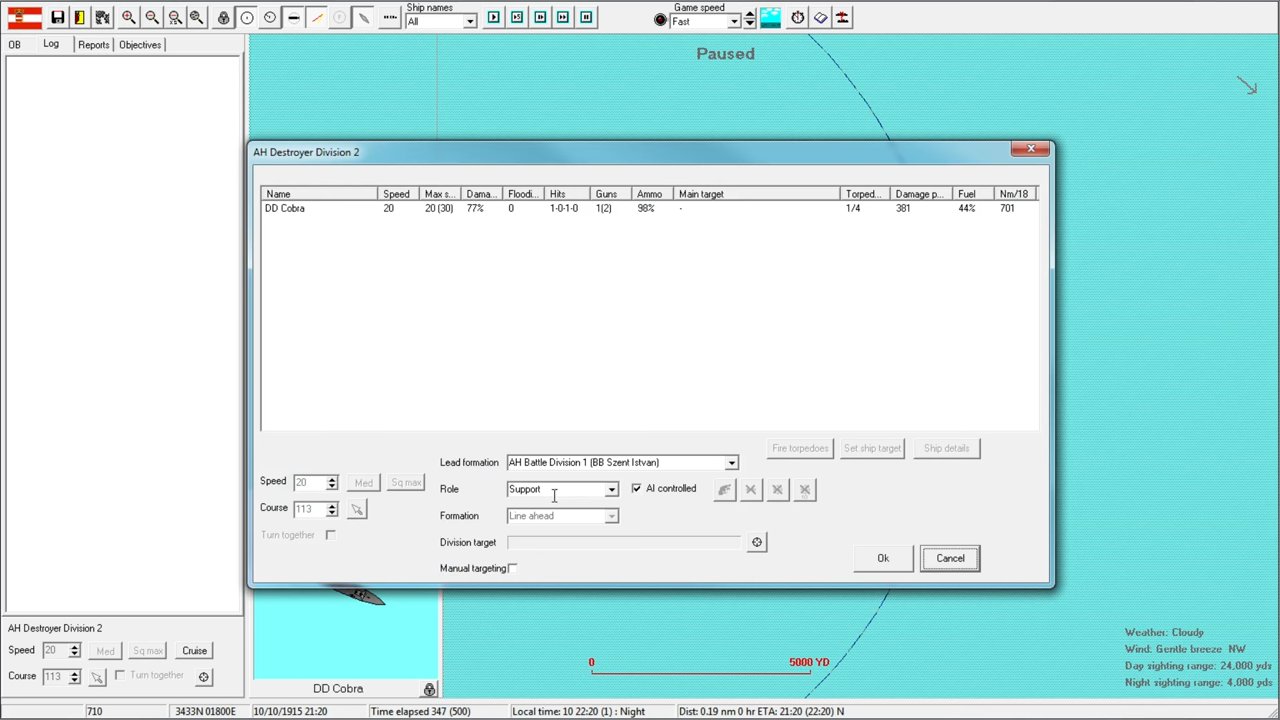 Ship names
Game speed
All
Fast
OB
Log
Reports
Objectives
Paused
AH Destroyer Division 2
Name
Speed
Max s...
Dama...
Floodi...
Hits
Guns
Ammo
Main target
Torped...
Damage p...
Fuel
Nm/18
DD Cobra
20
20 (30)
77%
0
1-0-1-0
1(2)
98%
-
1/4
381
44%
701
Fire torpedoes
Set ship target
Ship details
Lead formation
AH Battle Division 1 (BB Szent Istvan)
Speed
20
Med
Sq max
Role
Support
AI controlled
Course
113
Formation
Line ahead
Turn together
Division target
Ok
Cancel
Manual targeting
AH Destroyer Division 2
Speed
20
Med
Sq max
Cruise
Course
113
Turn together
DD Cobra
0
5000 YD
Weather: Cloudy
Wind: Gentle breeze NW
Day sighting range: 24,000 yds
Night sighting range: 4,000 yds
710
3433N 01800E
10/10/1915 21:20
Time elapsed 347 (500)
Local time: 10 22:20 (1) : Night
Dist: 0.19 nm 0 hr ETA: 21:20 (22:20) N